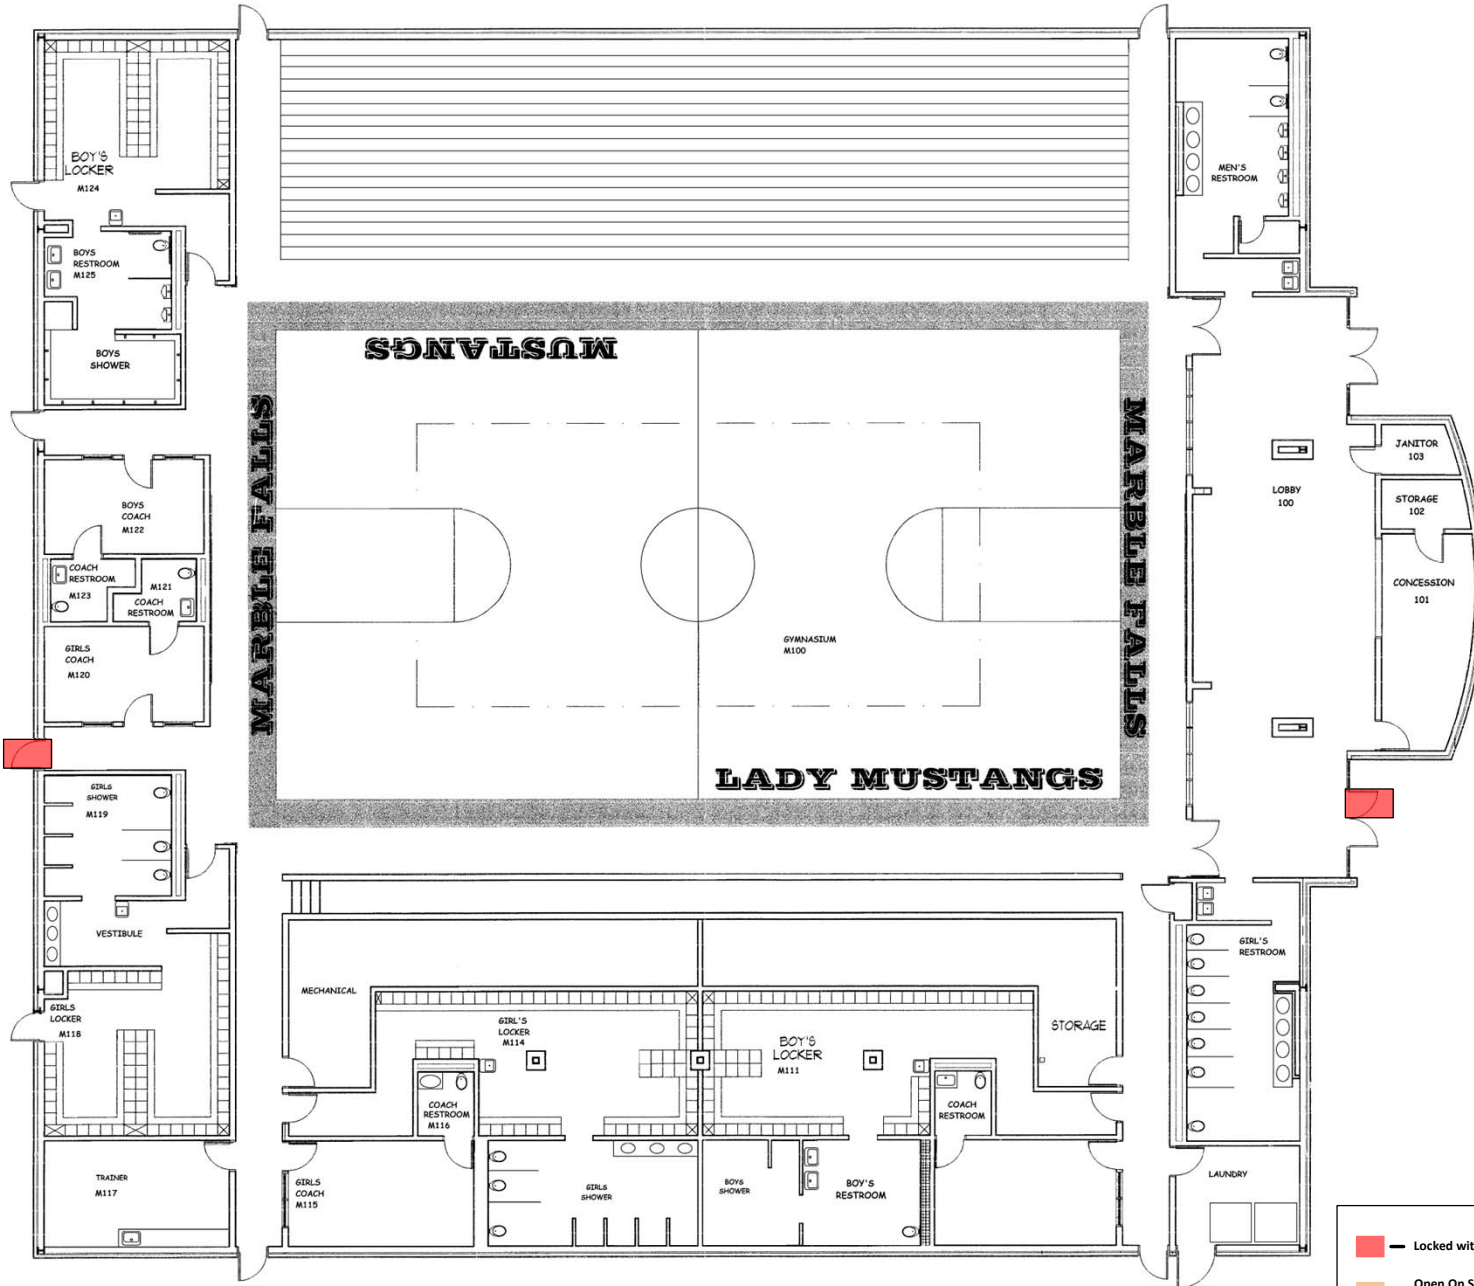 BOY'S
LOCKER
M124
BOYS
RESTROOM
M125
BOYS
SHOWER
BOYS
COACH
M122
COACH
RESTROOM
M123
M121
COACH
RESTROOM
GIRLS
COACH
M120
GIRLS
SHOWER
M119
VESTIBULE
GIRLS
LOCKER
M118
TRAINER
M117
MUSTANGS
MARBLE FALLS
MARBLE FALLS
LADY MUSTANGS
GYMNASIUM
M100
MECHANICAL
GIRL'S
LOCKER
M114
BOY'S
LOCKER
M111
STORAGE
COACH
RESTROOM
M116
COACH
RESTROOM
GIRLS
COACH
M115
GIRLS
SHOWER
BOYS
SHOWER
BOY'S
RESTROOM
MEN'S
RESTROOM
LOBBY
100
JANITOR
103
STORAGE
102
CONCESSION
101
GIRL'S
RESTROOM
LAUNDRY
Locked wit
Open On S